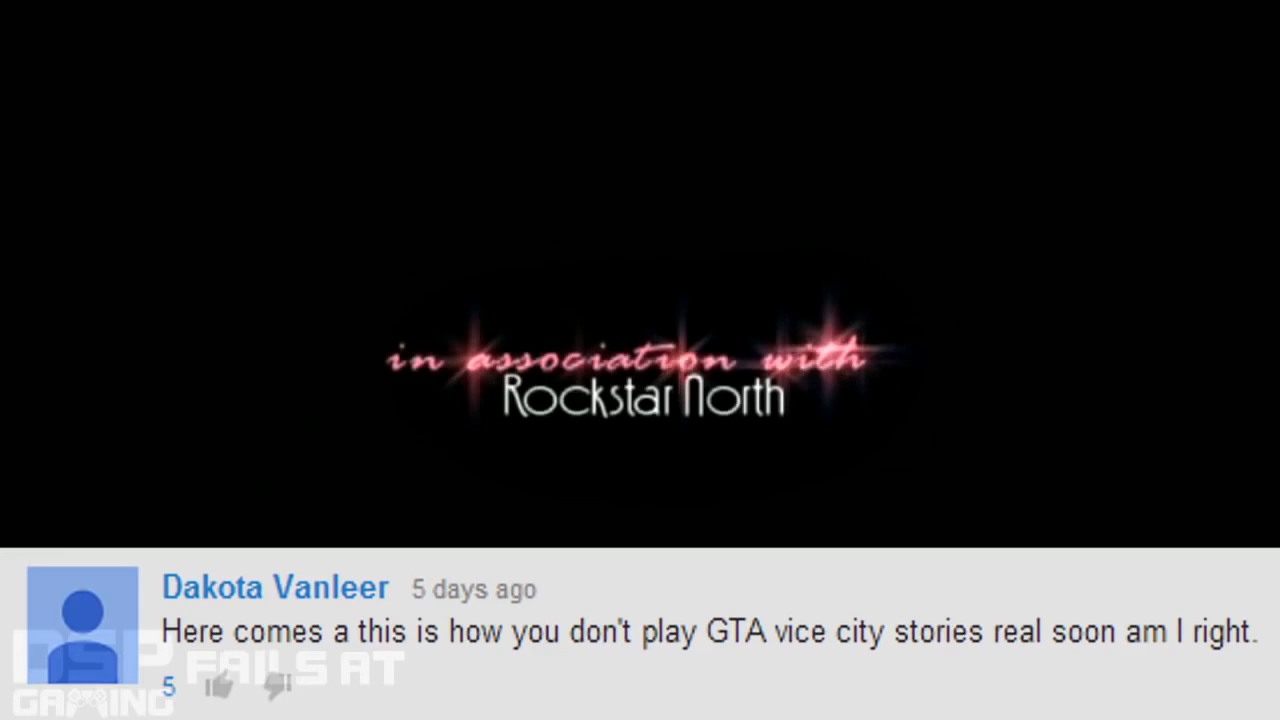 in association with
Rockstar North
Dakota Vanleer 5 days ago
Here comes a this is how you don't play GTA vice city stories real soon am I right.
DSP FAILS AT
GAMING
5